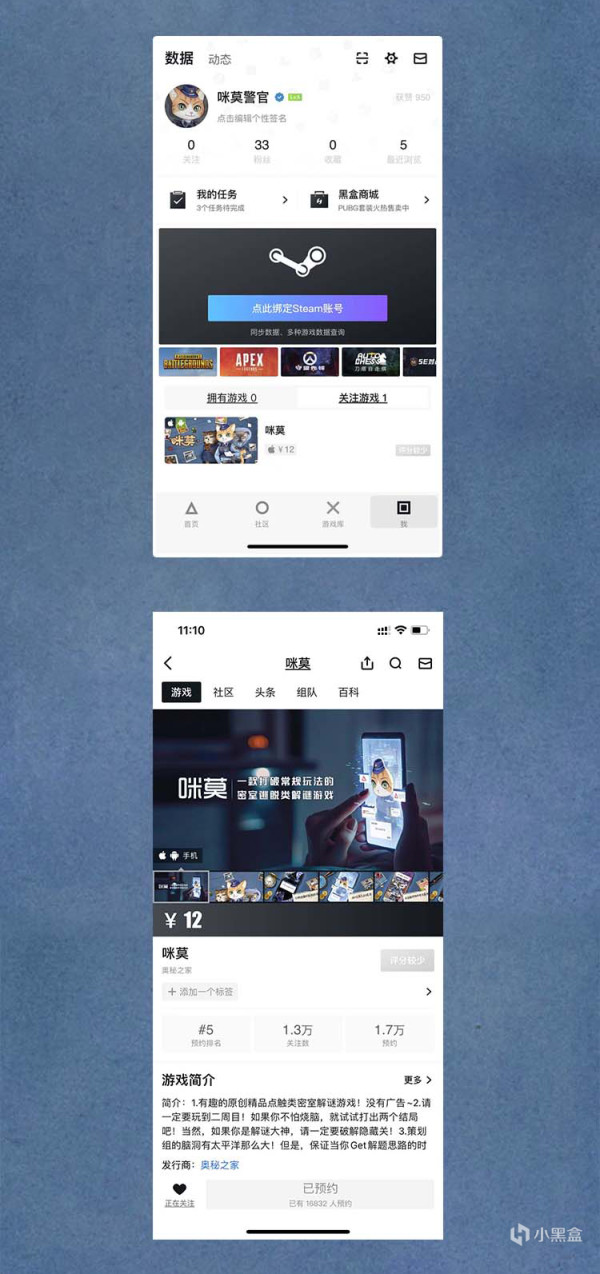 数据 动态
咪莫警官 Lv.8 获赞 950
点击编辑个性签名
0 33 0 5
关注 粉丝 收藏 最近浏览
我的任务 黑盒商城
3个任务待完成 PUBG套装火热售卖中
点此绑定Steam账号
同步数据、多种游戏数据查询
BATTLEGROUNDS APEX 守望先锋 AUTO CHESS 刀塔自走棋
拥有游戏 0 关注游戏 1
咪莫 咪莫
¥12 评分较少
首页 社区 游戏库 我
11:10
咪莫
游戏 社区 头条 组队 百科
咪莫 一款打破常规玩法的
密室逃脱类解谜游戏
手机
¥ 12
咪莫
奥秘之家 评分较少
+ 添加一个标签
#5 1.3万 1.7万
预约排名 关注数 预约
游戏简介 更多
简介：1.有趣的原创精品点触类密室解谜游戏！没有广告~2.请
一定要玩到二周目！如果你不怕烧脑，就试试打出两个结局
吧！当然，如果你是解谜大神，请一定要破解隐藏关！3.策划
组的脑洞有太平洋那么大！但是，保证当你Get解题思路的时
发行商：奥秘之家
已预约
正在关注 已有 16832 人预约
小黑盒